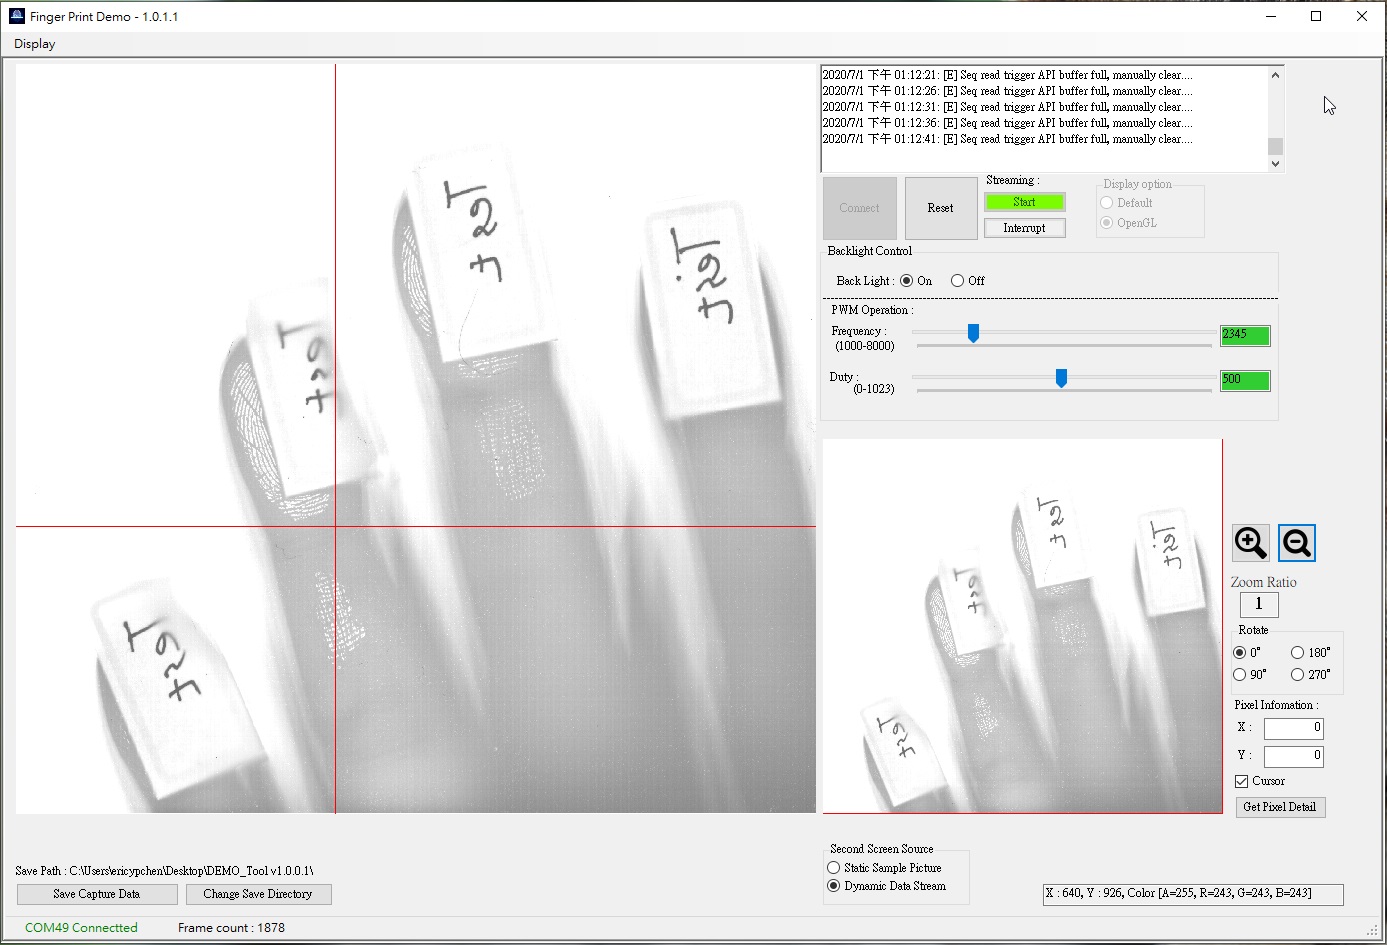 Finger Print Demo - 1.0.1.1
Display
2020/7/1 下午 01:12:21: [E] Seq read trigger API buffer full, manually clear....
2020/7/1 下午 01:12:26: [E] Seq read trigger API buffer full, manually clear....
2020/7/1 下午 01:12:31: [E] Seq read trigger API buffer full, manually clear....
2020/7/1 下午 01:12:36: [E] Seq read trigger API buffer full, manually clear....
2020/7/1 下午 01:12:41: [E] Seq read trigger API buffer full, manually clear....
Connect
Reset
Streaming :
Start
Interrupt
Display option
Default
OpenGL
Backlight Control
Back Light : On Off
PWM Operation :
Frequency :
(1000-8000)
2345
Duty :
(0-1023)
500
Zoom Ratio
1
Rotate
0° 180°
90° 270°
Pixel Infomation :
X : 0
Y : 0
Cursor
Get Pixel Detail
Second Screen Source
Static Sample Picture
Dynamic Data Stream
X : 640, Y : 926, Color [A=255, R=243, G=243, B=243]
Save Path : C:\Users\ericypchen\Desktop\DEMO_Tool v1.0.0.1\
Save Capture Data
Change Save Directory
COM49 Connectted
Frame count : 1878